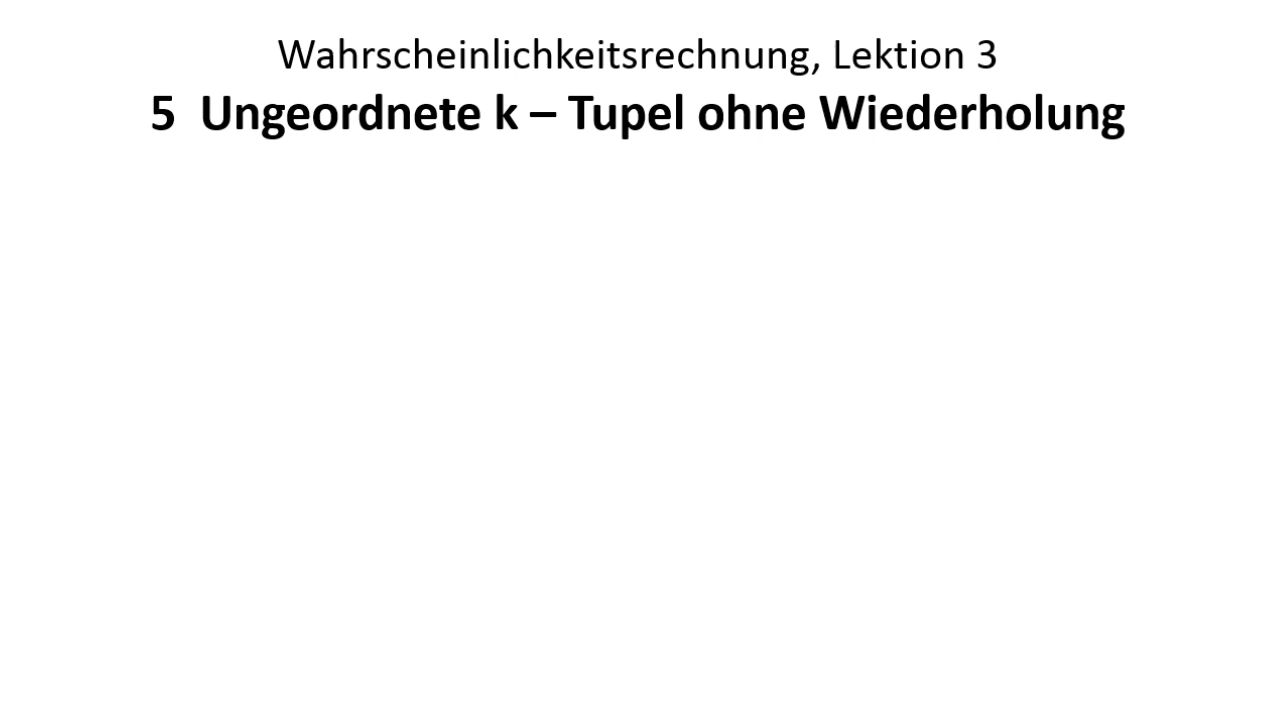 Wahrscheinlichkeitsrechnung, Lektion 3
5 Ungeordnete k – Tupel ohne Wiederholung